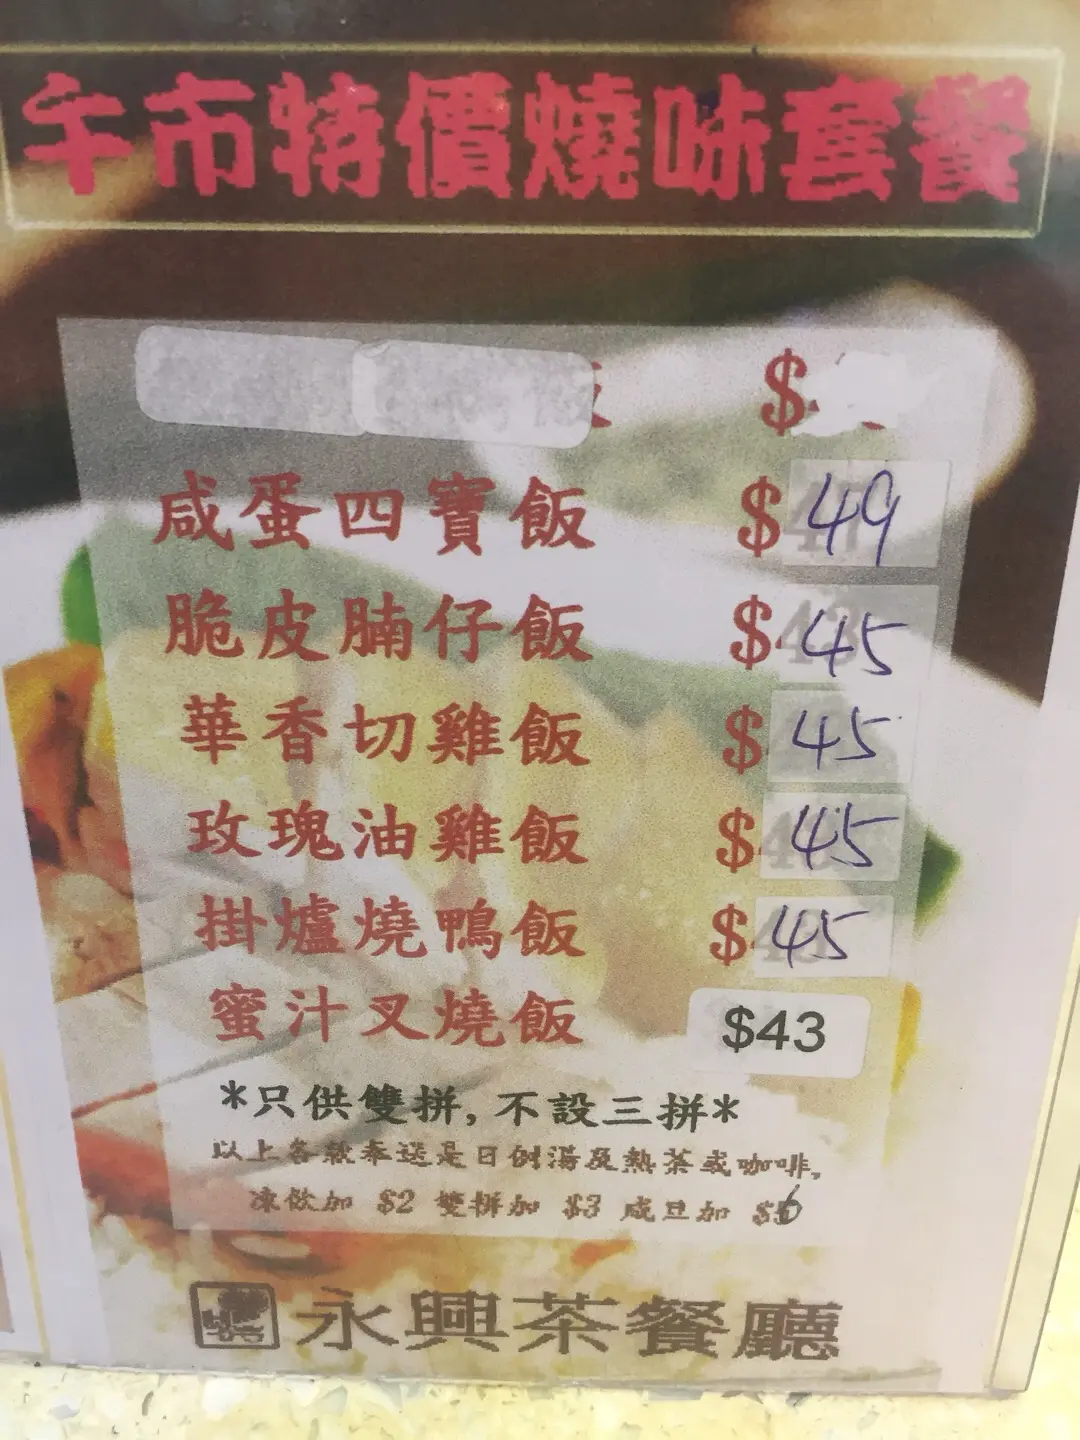 午市特價燒味套餐
飯 $
咸蛋四寶飯 $49
脆皮腩仔飯 $45
華香切雞飯 $45
玫瑰油雞飯 $45
掛爐燒鴨飯 $45
蜜汁叉燒飯 $43
*只供雙拼,不設三拼*
以上各款奉送是日例湯及熱茶或咖啡,
凍飲加 $2 雙拼加 $3 咸旦加 $6
永興茶餐廳